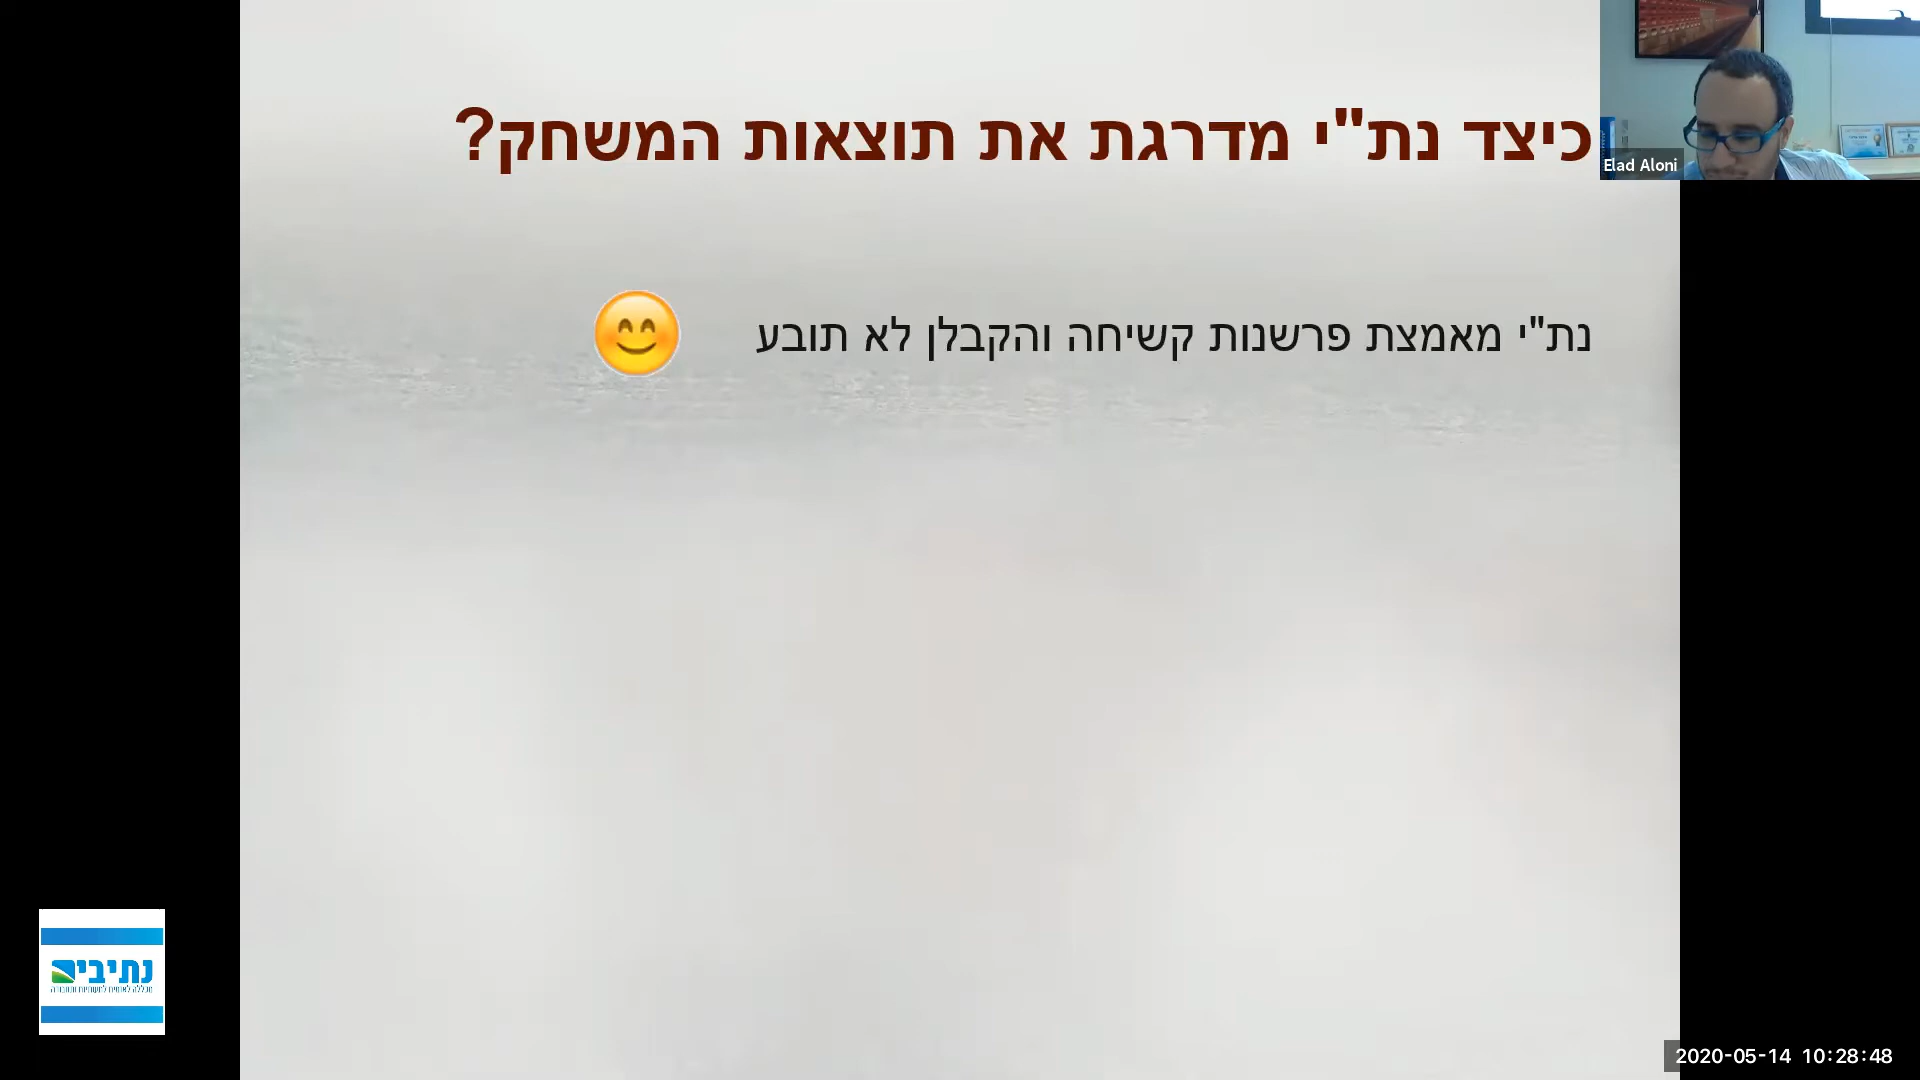 כיצד נת"י מדרגת את תוצאות המשחק?
Elad Aloni
נת"י מאמצת פרשנות קשיחה והקבלן לא תובע
נתיבים
2020-05-14 10:28:48